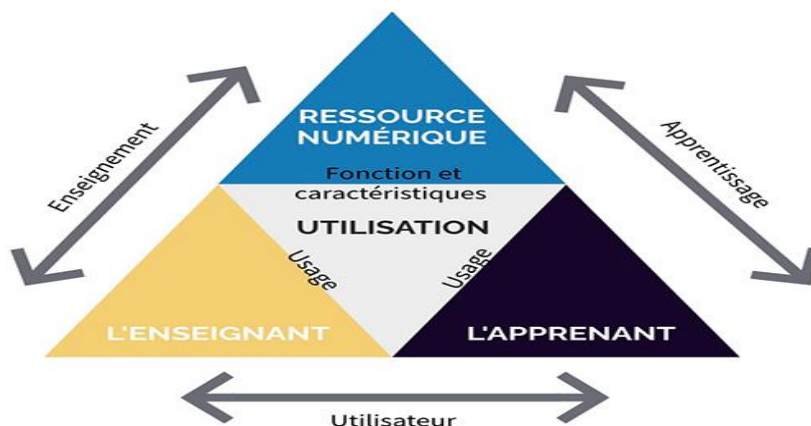 RESSOURCE
NUMÉRIQUE
Fonction et
caractéristiques
UTILISATION
Enseignement
Apprentissage
Usage
Usage
L'ENSEIGNANT
L'APPRENANT
Utilisateur